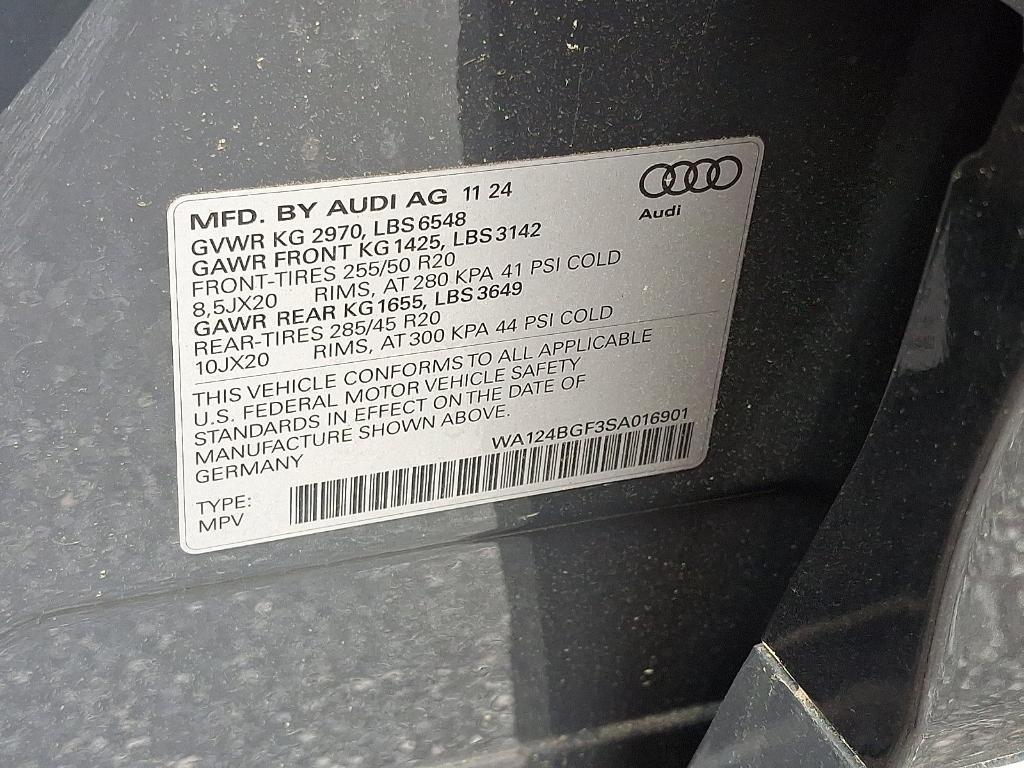 MFD. BY AUDI AG 11 24
Audi
GVWR KG 2970, LBS 6548
GAWR FRONT KG 1425, LBS 3142
FRONT-TIRES 255/50 R20
8,5JX20 RIMS, AT 280 KPA 41 PSI COLD
GAWR REAR KG 1655, LBS 3649
REAR-TIRES 285/45 R20
10JX20 RIMS, AT 300 KPA 44 PSI COLD
THIS VEHICLE CONFORMS TO ALL APPLICABLE
U.S. FEDERAL MOTOR VEHICLE SAFETY
STANDARDS IN EFFECT ON THE DATE OF
MANUFACTURE SHOWN ABOVE.
GERMANY
WA124BGF3SA016901
TYPE:
MPV